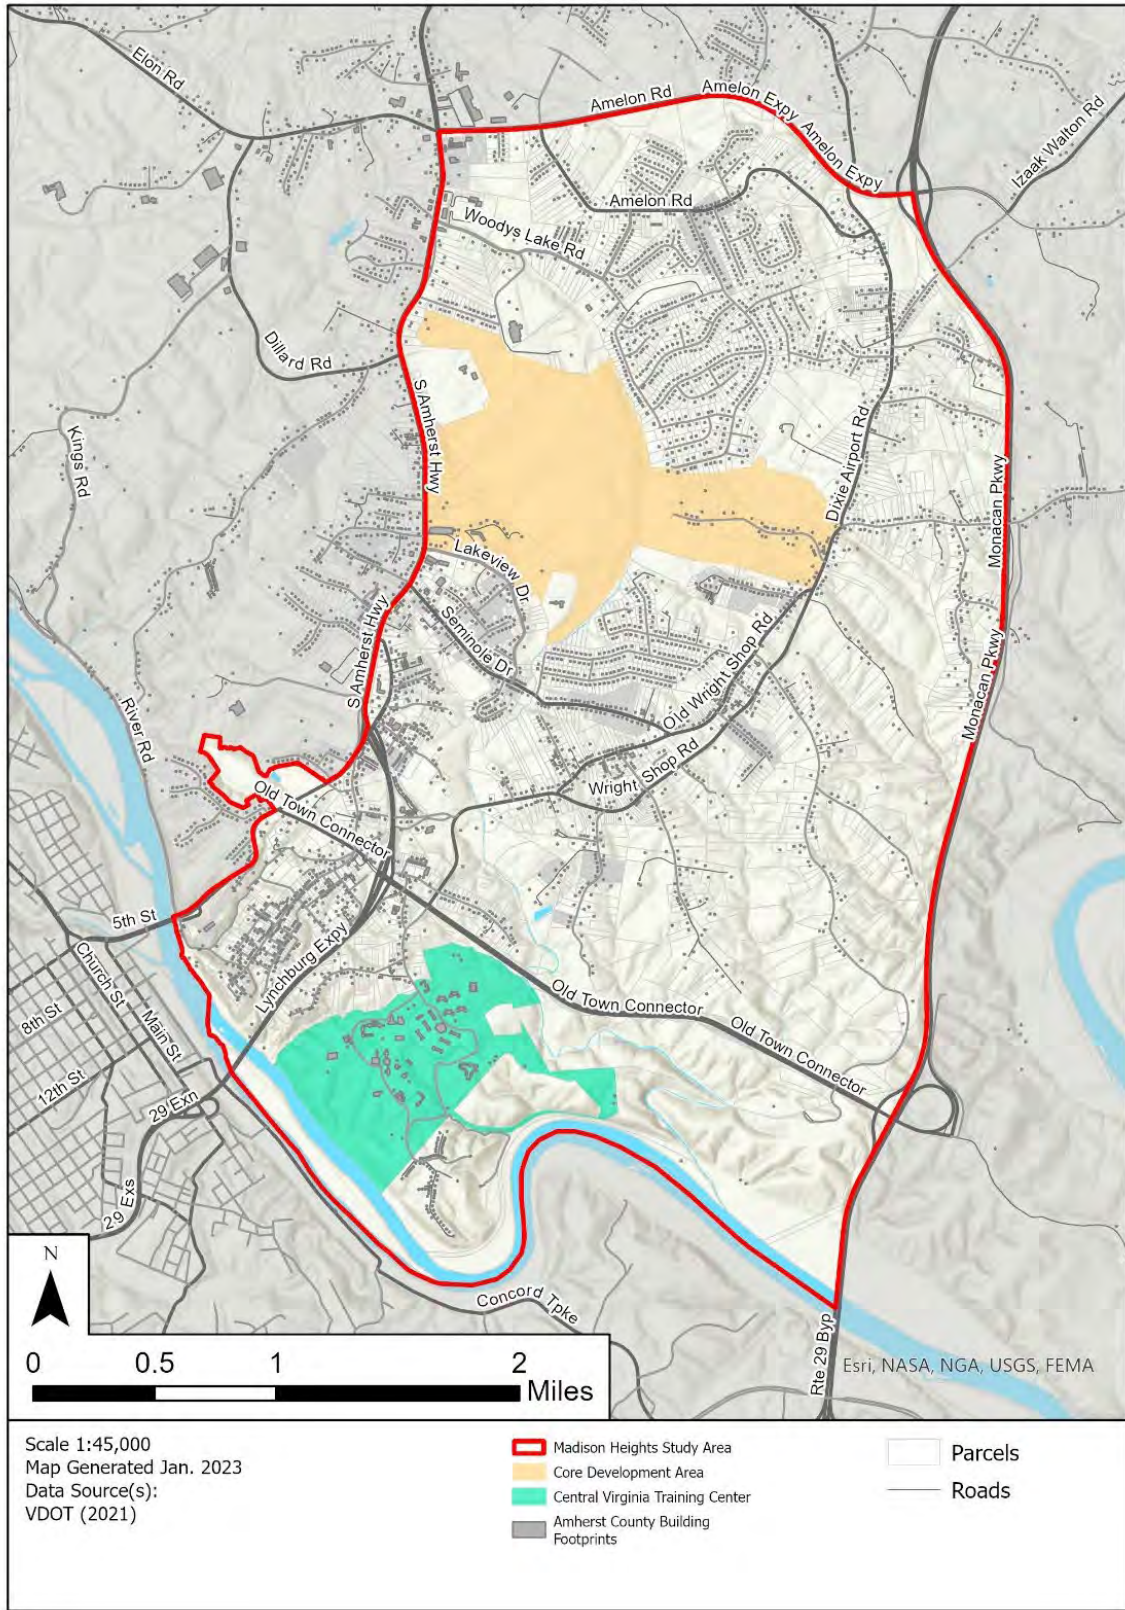 Elon Rd
Amelon Rd
Amelon Expy
Amelon Expy
Izaak Walton Rd
Amelon Rd
Woodys Lake Rd
Dillard Rd
S Amherst Hwy
Kings Rd
Dixie Airport Rd
Monacan Pkwy
Lakeview Dr
Seminole Dr
S Amherst Hwy
Old Wright Shop Rd
Monacan Pkwy
River Rd
Wright Shop Rd
Old Town Connector
5th St
Lynchburg Expy
Church St
Main St
8th St
12th St
Old Town Connector
Old Town Connector
29 Exn
29 Exs
Concord Tpke
Rte 29 Byp
N
0 0.5 1 2
Miles
Esri, NASA, NGA, USGS, FEMA
Scale 1:45,000
Map Generated Jan. 2023
Data Source(s):
VDOT (2021)
Madison Heights Study Area
Core Development Area
Central Virginia Training Center
Amherst County Building
Footprints
Parcels
Roads